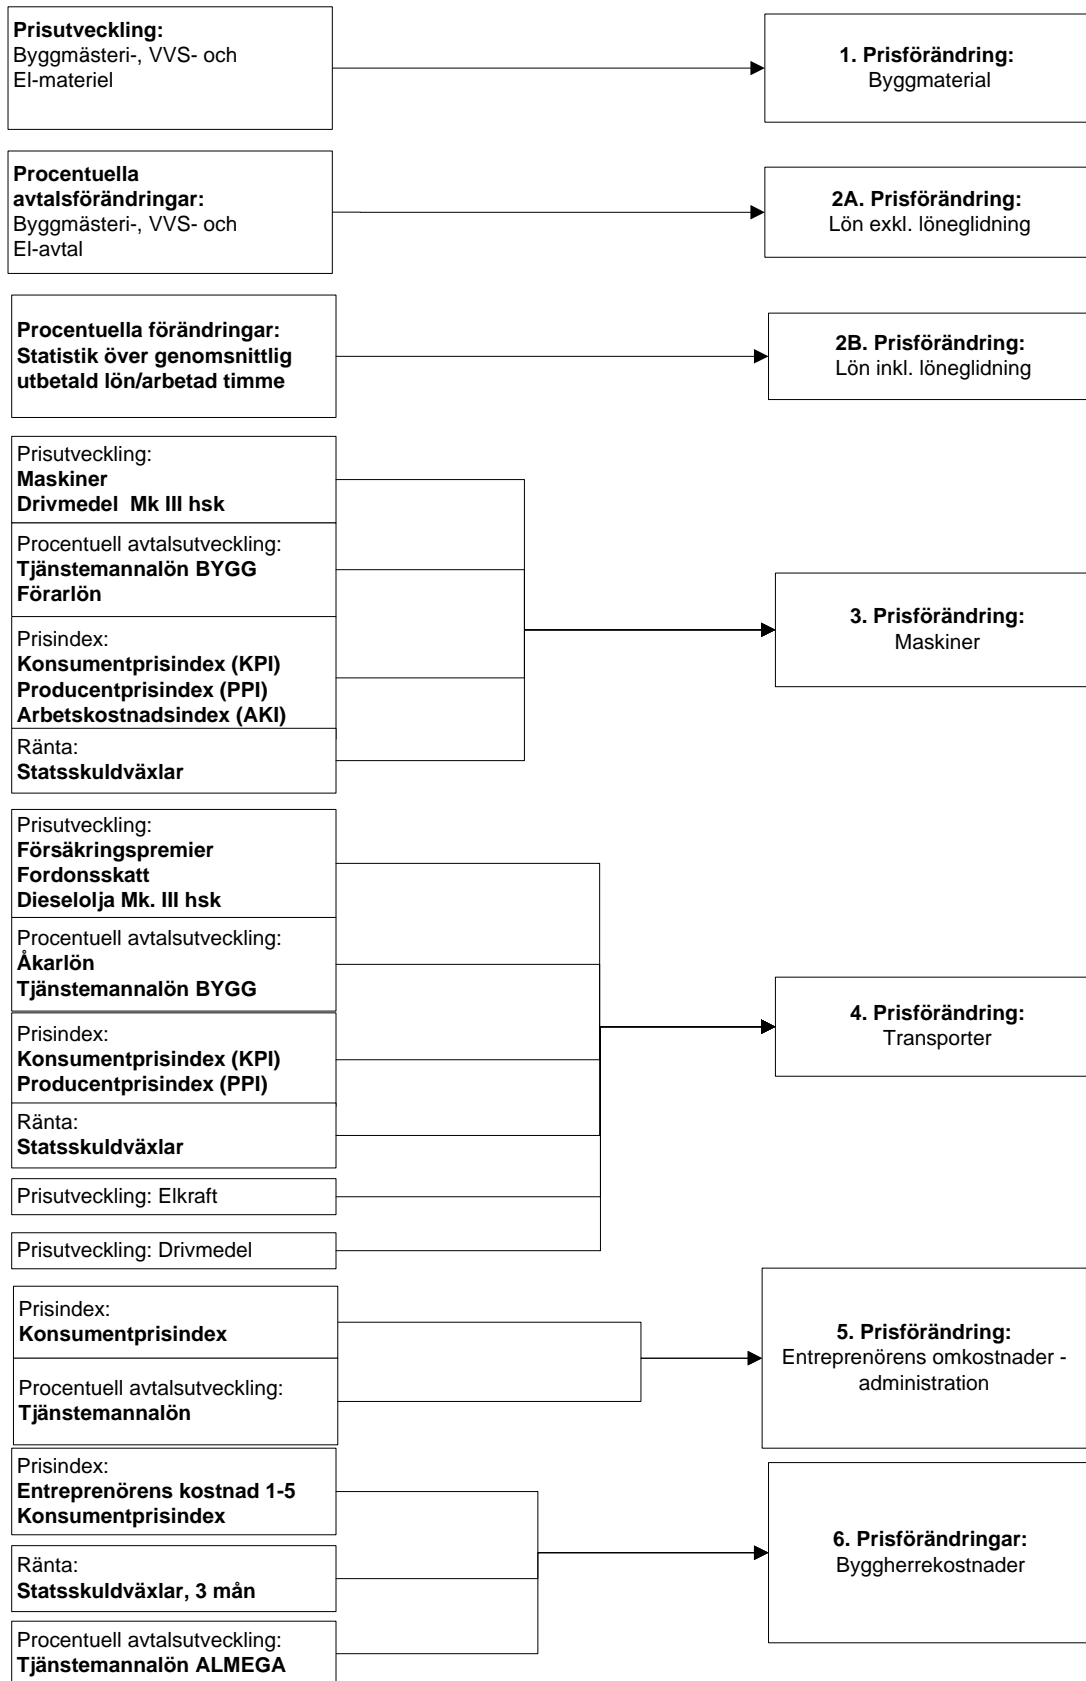 Prisutveckling:
Byggmästeri-, VVS- och
El-materiel
1. Prisförändring:
Byggmaterial
Procentuella
avtalsförändringar:
Byggmästeri-, VVS- och
El-avtal
2A. Prisförändring:
Lön exkl. löneglidning
Procentuella förändringar:
Statistik över genomsnittlig
utbetald lön/arbetad timme
2B. Prisförändring:
Lön inkl. löneglidning
Prisutveckling:
Maskiner
Drivmedel Mk III hsk
Procentuell avtalsutveckling:
Tjänstemannalön BYGG
Förarlön
Prisindex:
Konsumentprisindex (KPI)
Producentprisindex (PPI)
Arbetskostnadsindex (AKI)
Ränta:
Statsskuldväxlar
3. Prisförändring:
Maskiner
Prisutveckling:
Försäkringspremier
Fordonsskatt
Dieselolja Mk. III hsk
Procentuell avtalsutveckling:
Åkarlön
Tjänstemannalön BYGG
Prisindex:
Konsumentprisindex (KPI)
Producentprisindex (PPI)
Ränta:
Statsskuldväxlar
Prisutveckling: Elkraft
Prisutveckling: Drivmedel
4. Prisförändring:
Transporter
Prisindex:
Konsumentprisindex
Procentuell avtalsutveckling:
Tjänstemannalön
5. Prisförändring:
Entreprenörens omkostnader -
administration
Prisindex:
Entreprenörens kostnad 1-5
Konsumentprisindex
Ränta:
Statsskuldväxlar, 3 mån
Procentuell avtalsutveckling:
Tjänstemannalön ALMEGA
6. Prisförändringar:
Byggherrekostnader